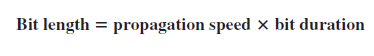 Bit length = propagation speed × bit duration